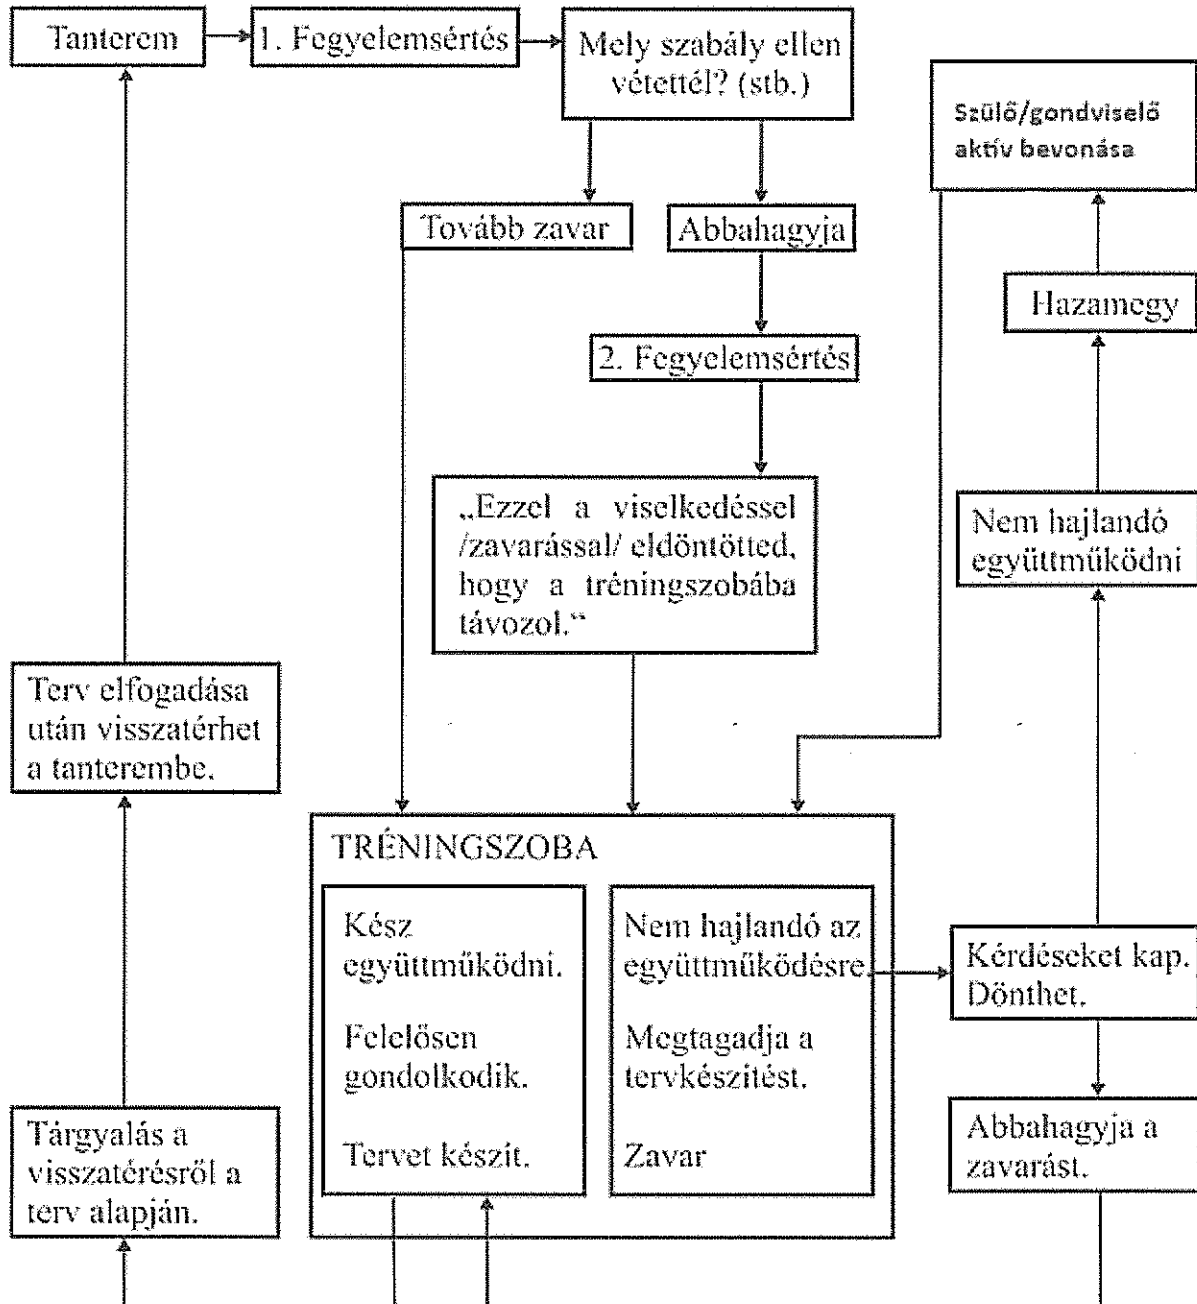 Tanterem
1. Fegyelemsértés
Mely szabály ellen
vétettél? (stb.)
Szülő/gondviselő
aktív bevonása
Tovább zavar
Abbahagyja
Hazamegy
2. Fegyelemsértés
„Ezzel a viselkedéssel
/zavarással/ eldöntötted,
hogy a tréningszobába
távozol.“
Nem hajlandó
együttműködni
Terv elfogadása
után visszatérhet
a tanterembe.
TRÉNINGSZOBA
Kész
együttműködni.
Felelősen
gondolkodik.
Tervet készít.
Nem hajlandó az
együttműködésre.
Megtagadja a
tervkészítést.
Zavar
Kérdéseket kap.
Dönthet.
Abbahagyja a
zavarást.
Tárgyalás a
visszatérésről a
terv alapján.